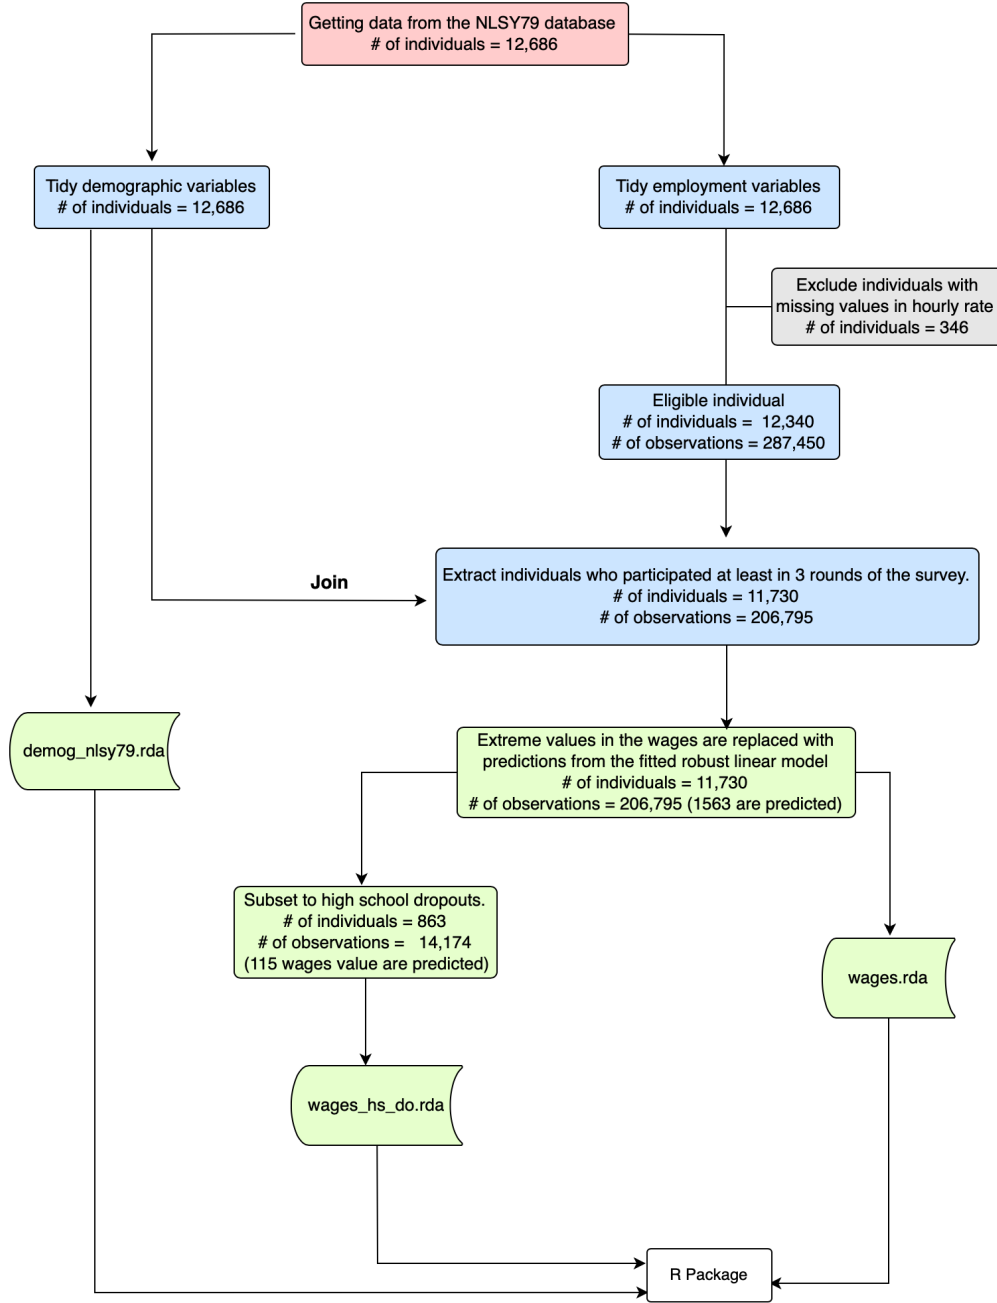 Getting data from the NLSY79 database
# of individuals = 12,686
Tidy demographic variables
# of individuals = 12,686
Tidy employment variables
# of individuals = 12,686
Exclude individuals with
missing values in hourly rate
# of individuals = 346
Eligible individual
# of individuals =  12,340
# of observations = 287,450
Join
Extract individuals who participated at least in 3 rounds of the survey.
# of individuals = 11,730
# of observations = 206,795
demog_nlsy79.rda
Extreme values in the wages are replaced with
predictions from the fitted robust linear model
# of individuals = 11,730
# of observations = 206,795 (1563 are predicted)
Subset to high school dropouts.
# of individuals = 863
# of observations =  14,174
(115 wages value are predicted)
wages.rda
wages_hs_do.rda
R Package